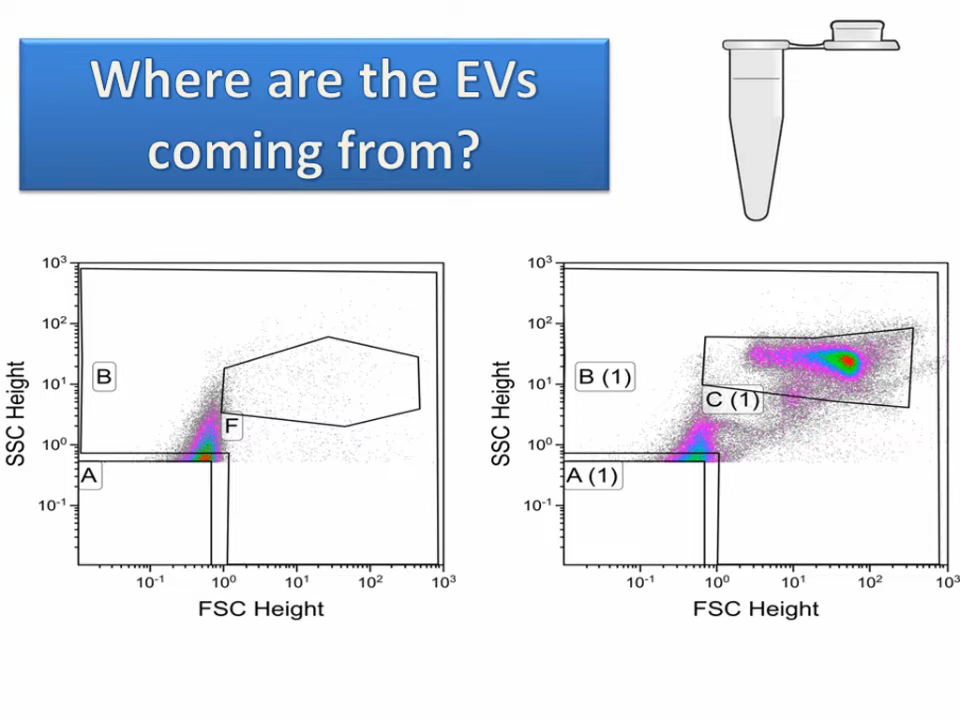 Where are the EVs
coming from?
10³
10²
10¹
10⁰
10⁻¹
SSC Height
B
F
A
10⁻¹ 10⁰ 10¹ 10² 10³
FSC Height
10³
10²
10¹
10⁰
10⁻¹
SSC Height
B (1)
C (1)
A (1)
10⁻¹ 10⁰ 10¹ 10² 10³
FSC Height